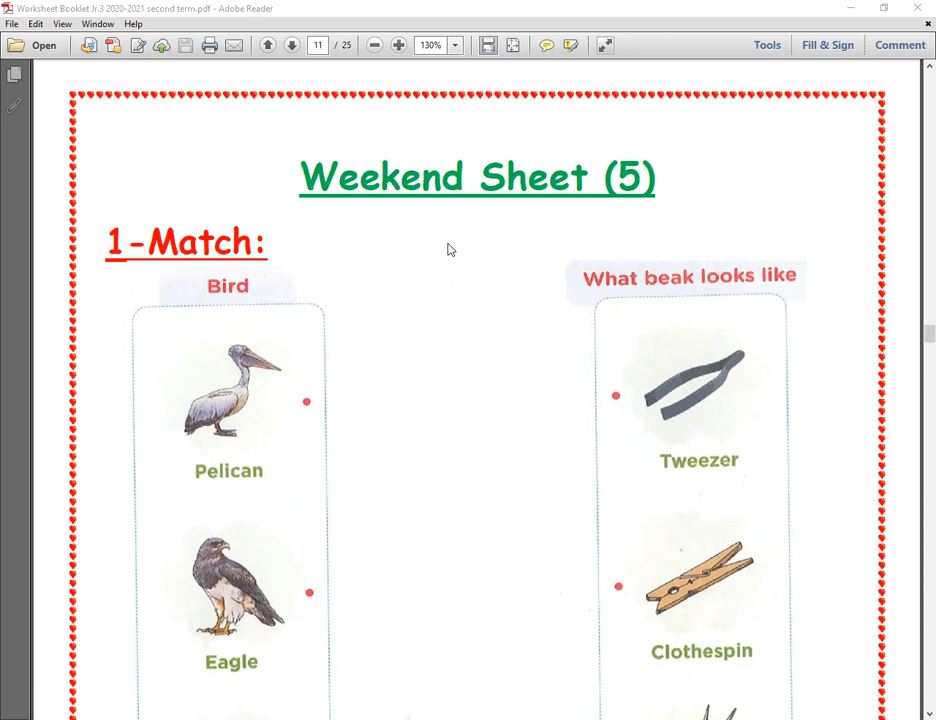 Worksheet Booklet Jr.3 2020-2021 second term.pdf - Adobe Reader
File Edit View Window Help
Open 11 / 25 130% Tools Fill & Sign Comment
Weekend Sheet (5)
1-Match:
Bird
What beak looks like
Pelican
Tweezer
Eagle
Clothespin